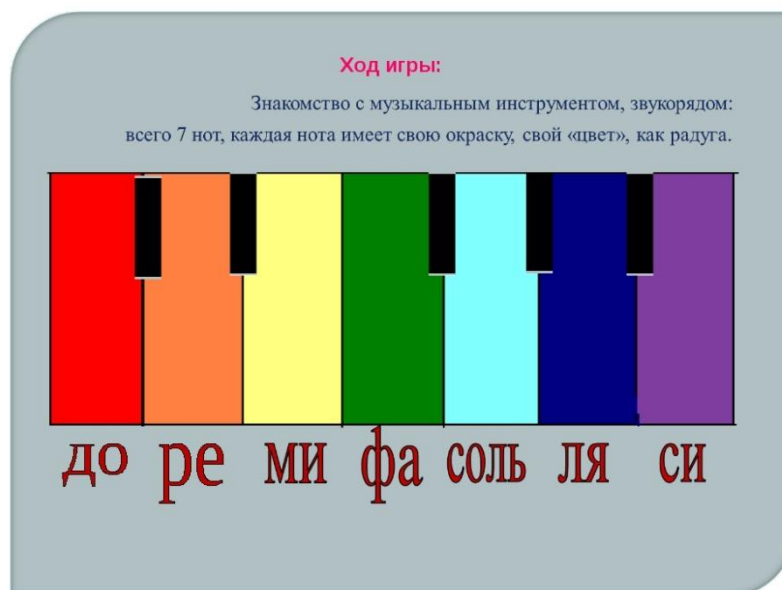 Ход игры:
Знакомство с музыкальным инструментом, звукорядом:
всего 7 нот, каждая нота имеет свою окраску, свой «цвет», как радуга.
до ре ми фа соль ля си